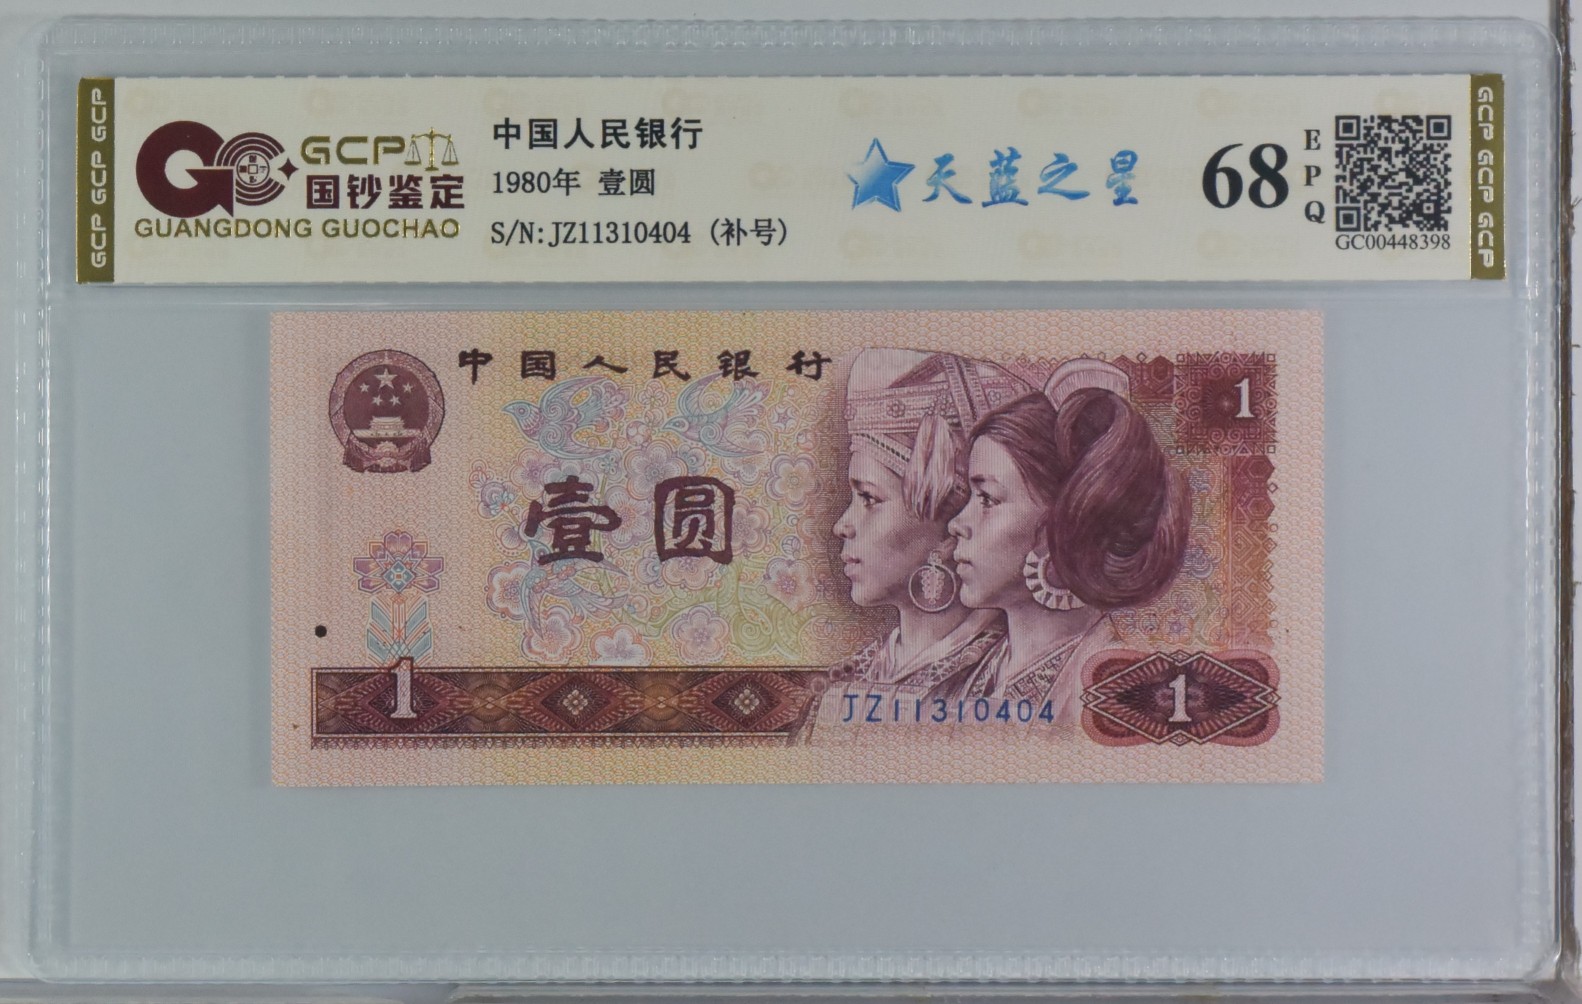 GCP GCP GCP
GCP
国钞鉴定
GUANGDONG GUOCHAO
中国人民银行
1980年 壹圆
S/N:JZ11310404 (补号)
天蓝之星
68
EPQ
GC00448398
GCP GCP GCP
中国人民银行
1
壹圆
1
JZ11310404
1